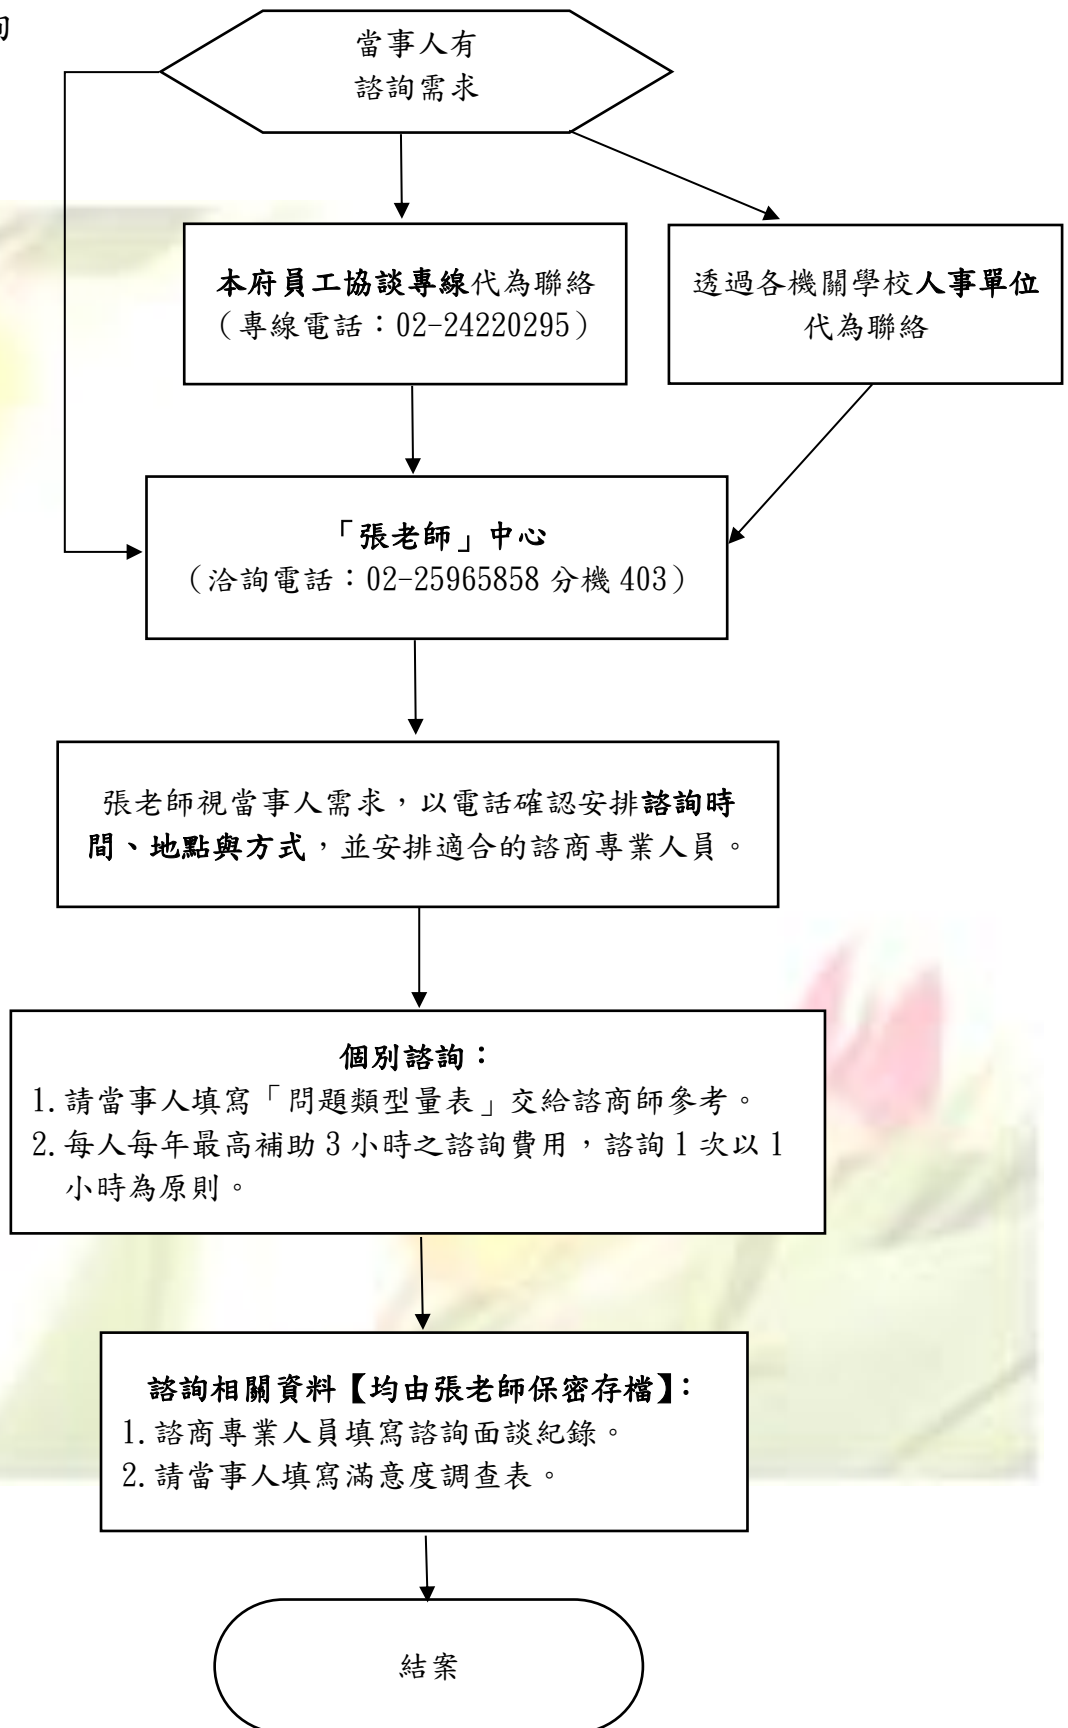 詢
當事人有
諮詢需求
本府員工協談專線代為聯絡
（專線電話：02-24220295）
透過各機關學校人事單位
代為聯絡
「張老師」中心
（洽詢電話：02-25965858 分機 403）
張老師視當事人需求，以電話確認安排諮詢時
間、地點與方式，並安排適合的諮商專業人員。
個別諮詢：
1.請當事人填寫「問題類型量表」交給諮商師參考。
2.每人每年最高補助 3 小時之諮詢費用，諮詢 1 次以 1
小時為原則。
諮詢相關資料【均由張老師保密存檔】：
1.諮商專業人員填寫諮詢面談紀錄。
2.請當事人填寫滿意度調查表。
結案